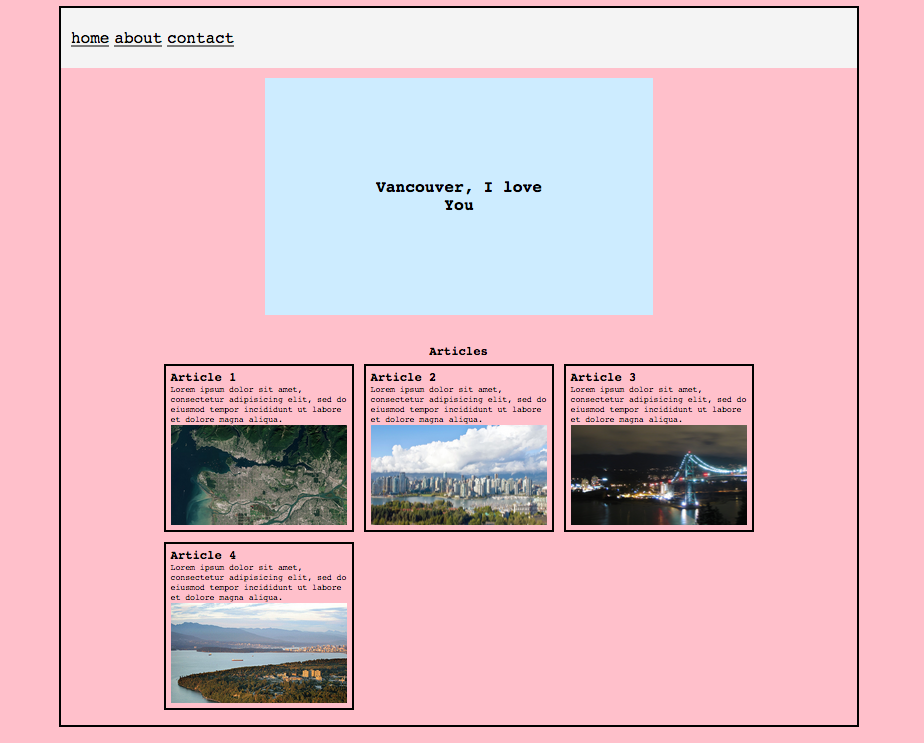 home about contact
Vancouver, I love
You
Articles
Article 1
Lorem ipsum dolor sit amet,
consectetur adipisicing elit, sed do
eiusmod tempor incididunt ut labore
et dolore magna aliqua.
Article 2
Lorem ipsum dolor sit amet,
consectetur adipisicing elit, sed do
eiusmod tempor incididunt ut labore
et dolore magna aliqua.
Article 3
Lorem ipsum dolor sit amet,
consectetur adipisicing elit, sed do
eiusmod tempor incididunt ut labore
et dolore magna aliqua.
Article 4
Lorem ipsum dolor sit amet,
consectetur adipisicing elit, sed do
eiusmod tempor incididunt ut labore
et dolore magna aliqua.